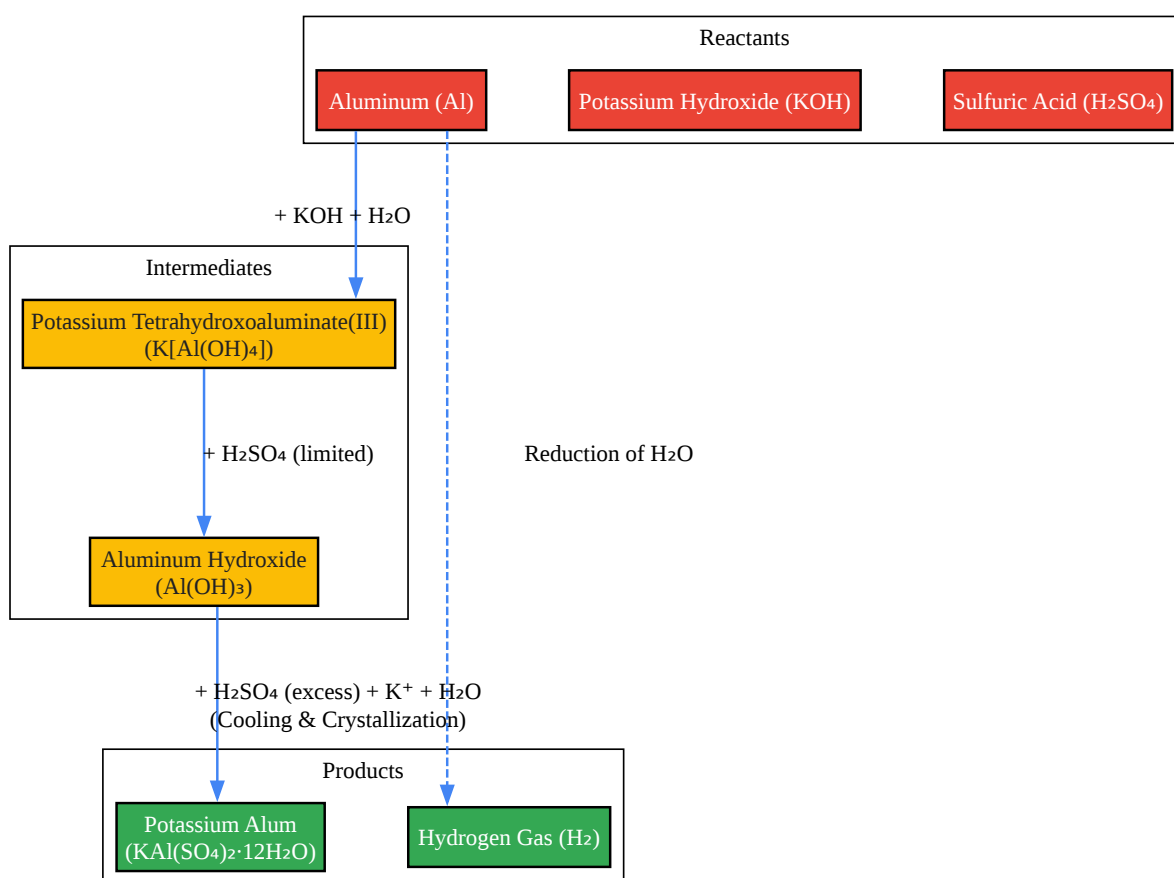 Reactants
Aluminum (Al)
Potassium Hydroxide (KOH)
Sulfuric Acid (H₂SO₄)
+ KOH + H₂O
Intermediates
Potassium Tetrahydroxoaluminate(III)
(K[Al(OH)₄])
+ H₂SO₄ (limited)
Reduction of H₂O
Aluminum Hydroxide
(Al(OH)₃)
+ H₂SO₄ (excess) + K⁺ + H₂O
(Cooling & Crystallization)
Products
Potassium Alum
(KAl(SO₄)₂·12H₂O)
Hydrogen Gas (H₂)